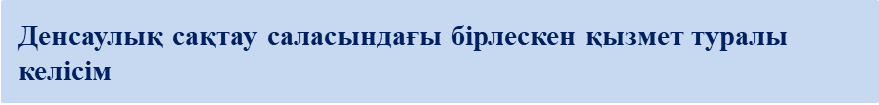 Денсаулық сақтау саласындағы бірлескен қызмет туралы
келісім